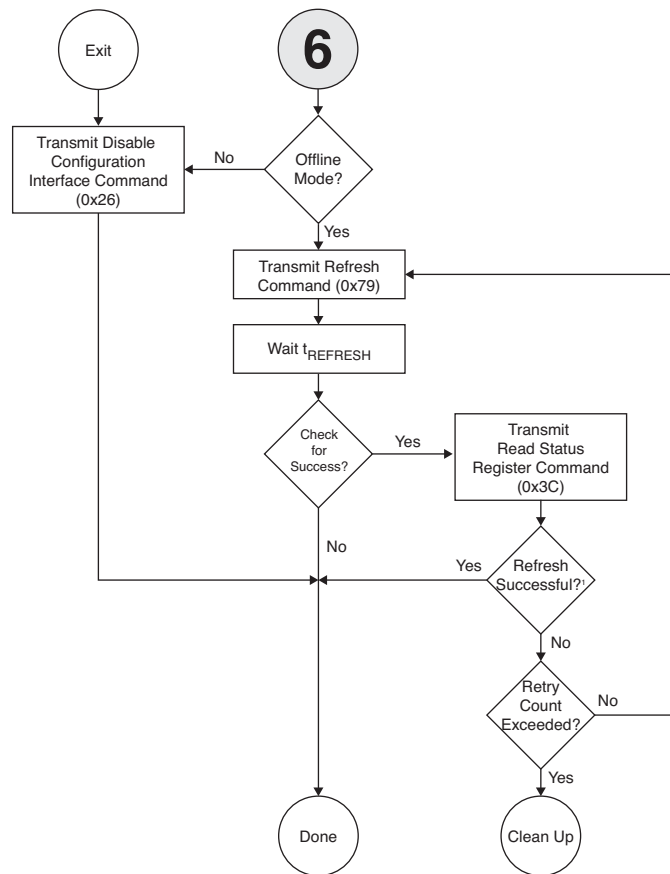 Exit
6
Transmit Disable
Configuration
Interface Command
(0x26)
No
Offline
Mode?
Yes
Transmit Refresh
Command (0x79)
Wait tREFRESH
Check
for
Success?
Yes
Transmit
Read Status
Register Command
(0x3C)
No
Yes
Refresh
Successful?¹
No
Retry
Count
Exceeded?
No
Yes
Done
Clean Up